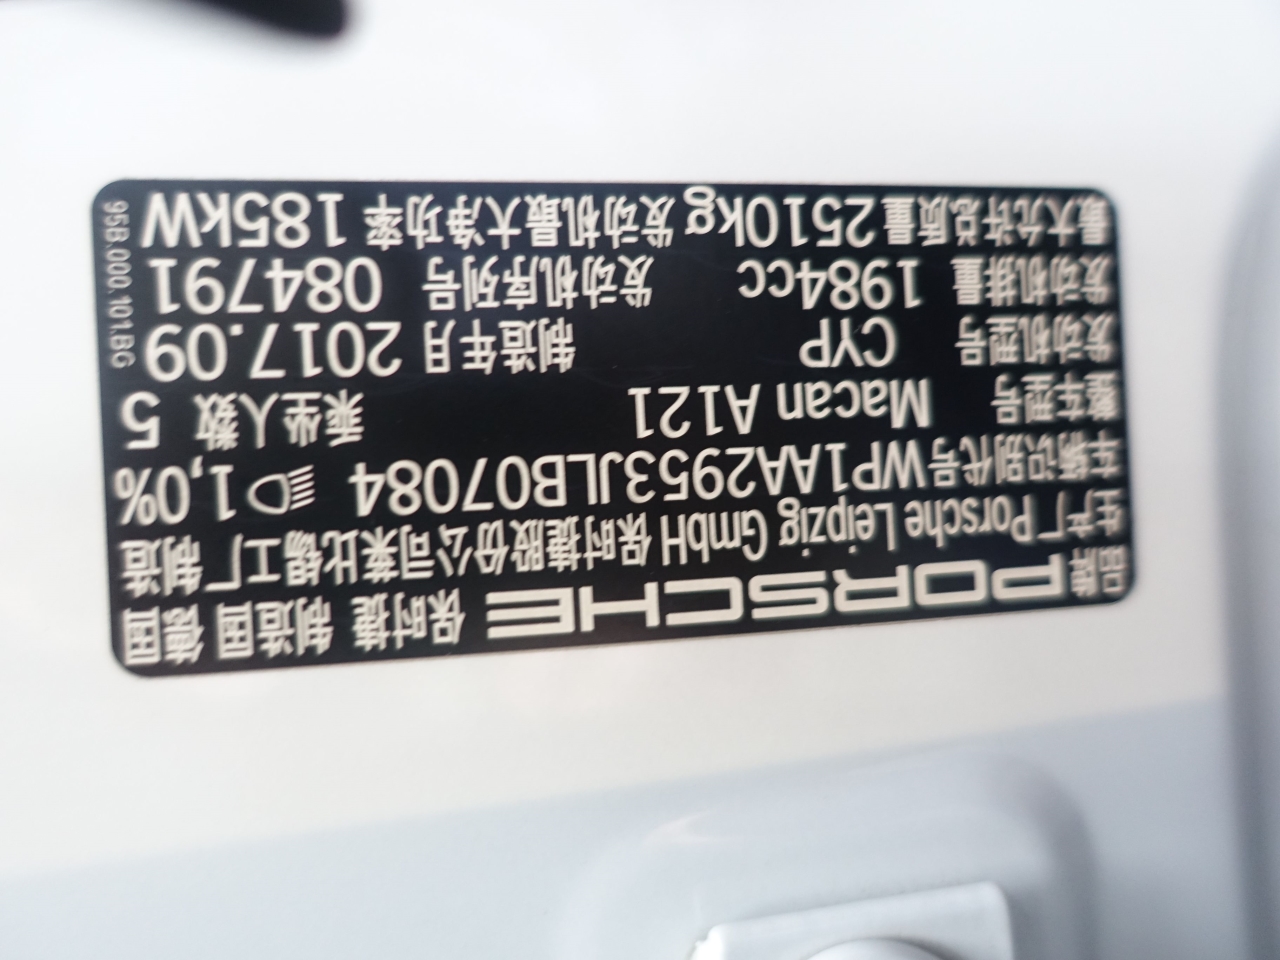 品牌 PORSCHE 保时捷 制造国 德国
生产厂 Porsche Leipzig GmbH 保时捷股份公司莱比锡工厂 制造
车辆识别代号 WP1AA2953JLB07084 1,0%
整车型号 Macan A121 乘坐人数 5
发动机型号 CYP 制造年月 2017.09
发动机排量 1984cc 发动机序列号 084791
最大允许总质量 2510kg 发动机最大净功率 185kW
95B.000.101.BG